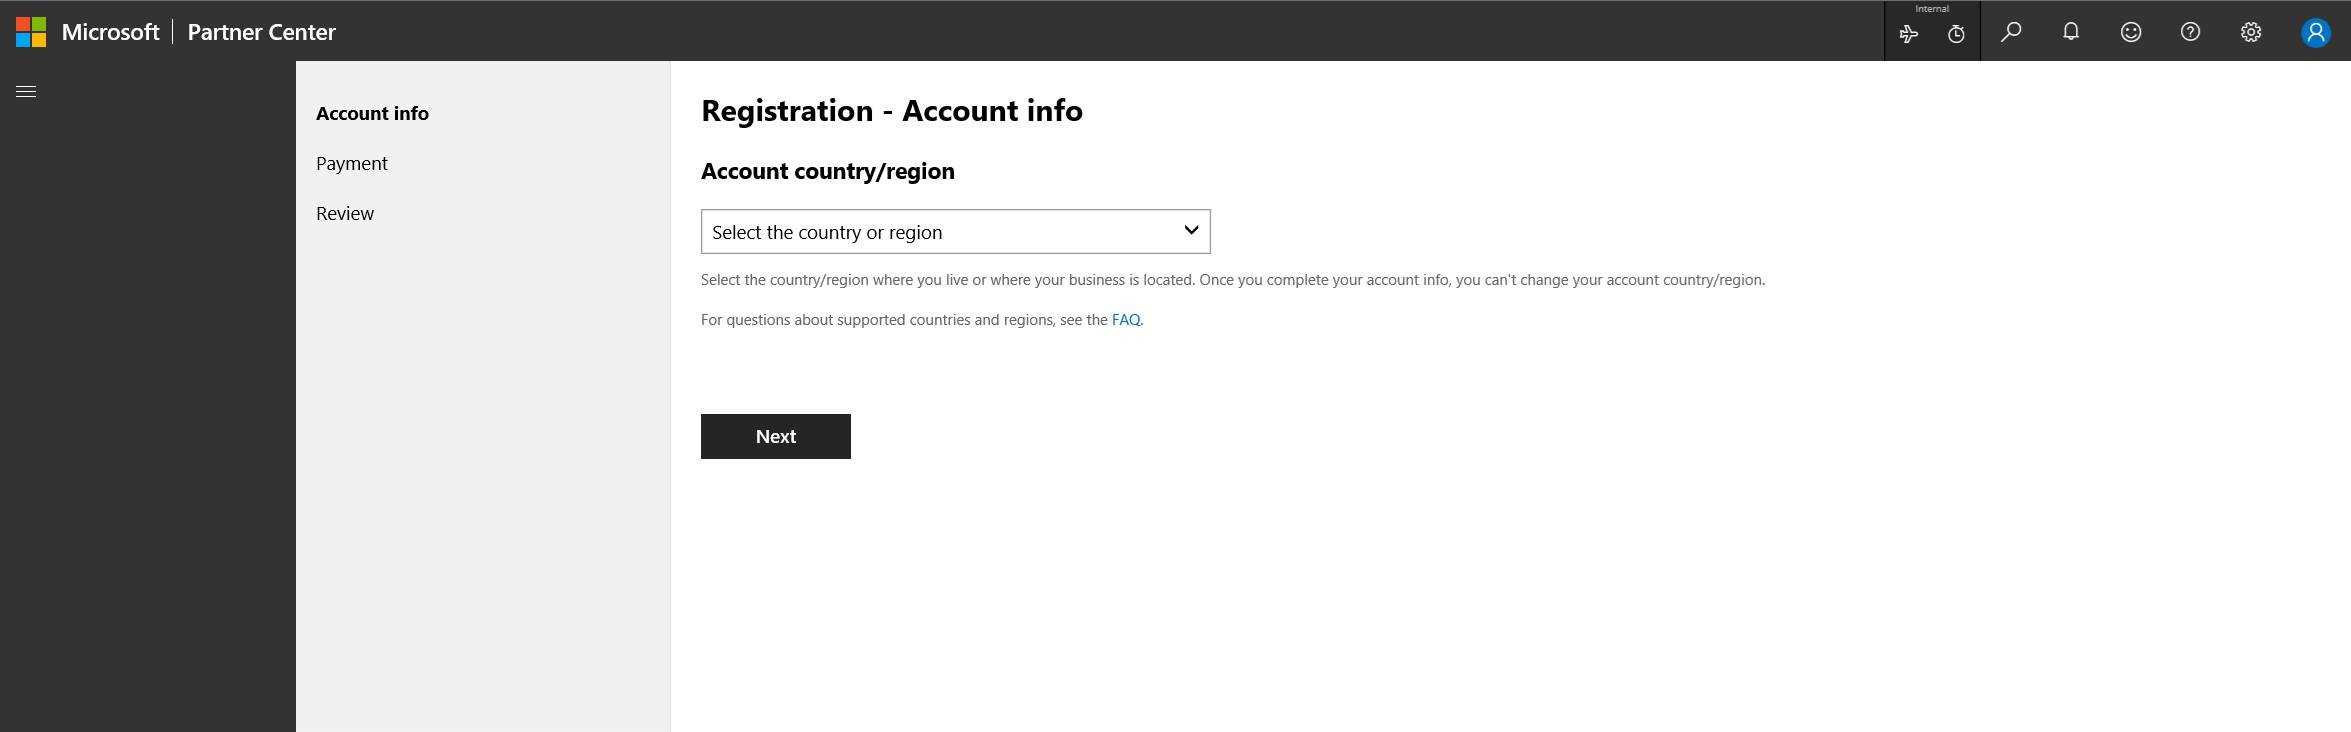 Microsoft | Partner Center
Internal
Account info
Payment
Review
Registration - Account info
Account country/region
Select the country or region
Select the country/region where you live or where your business is located. Once you complete your account info, you can't change your account country/region.
For questions about supported countries and regions, see the FAQ.
Next